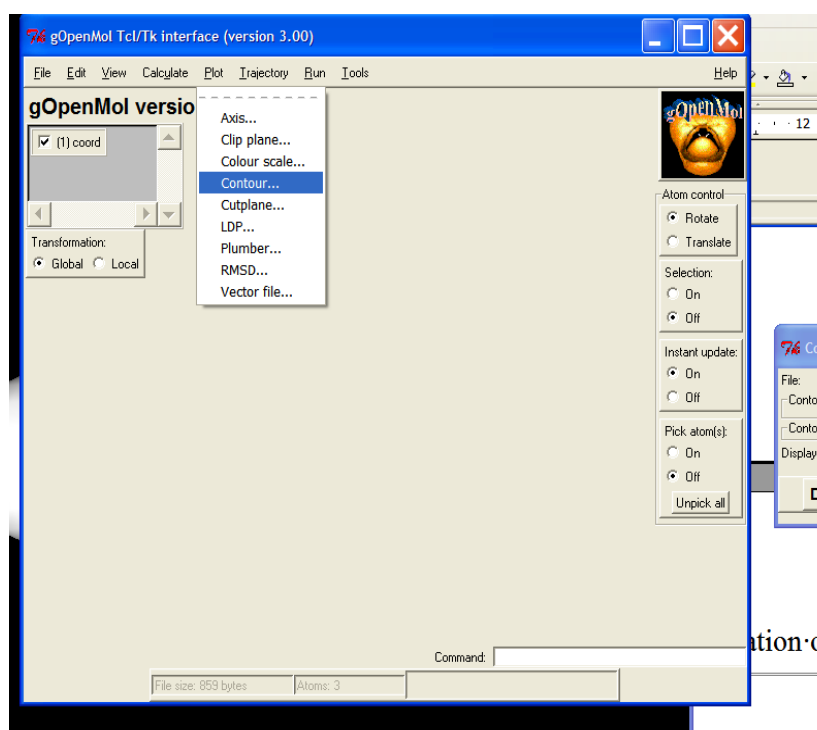 gOpenMol Tcl/Tk interface (version 3.00)
File Edit View Calculate Plot Trajectory Run Tools Help
gOpenMol versio
gOpenMol
(1) coord
Transformation:
Global Local
Axis...
Clip plane...
Colour scale...
Contour...
Cutplane...
LDP...
Plumber...
RMSD...
Vector file...
Atom control
Rotate
Translate
Selection:
On
Off
Instant update:
On
Off
Pick atom(s):
On
Off
Unpick all
Command:
File size: 859 bytes
Atoms: 3
12
Co
File:
Conto
Conto
Display
D
ation·o